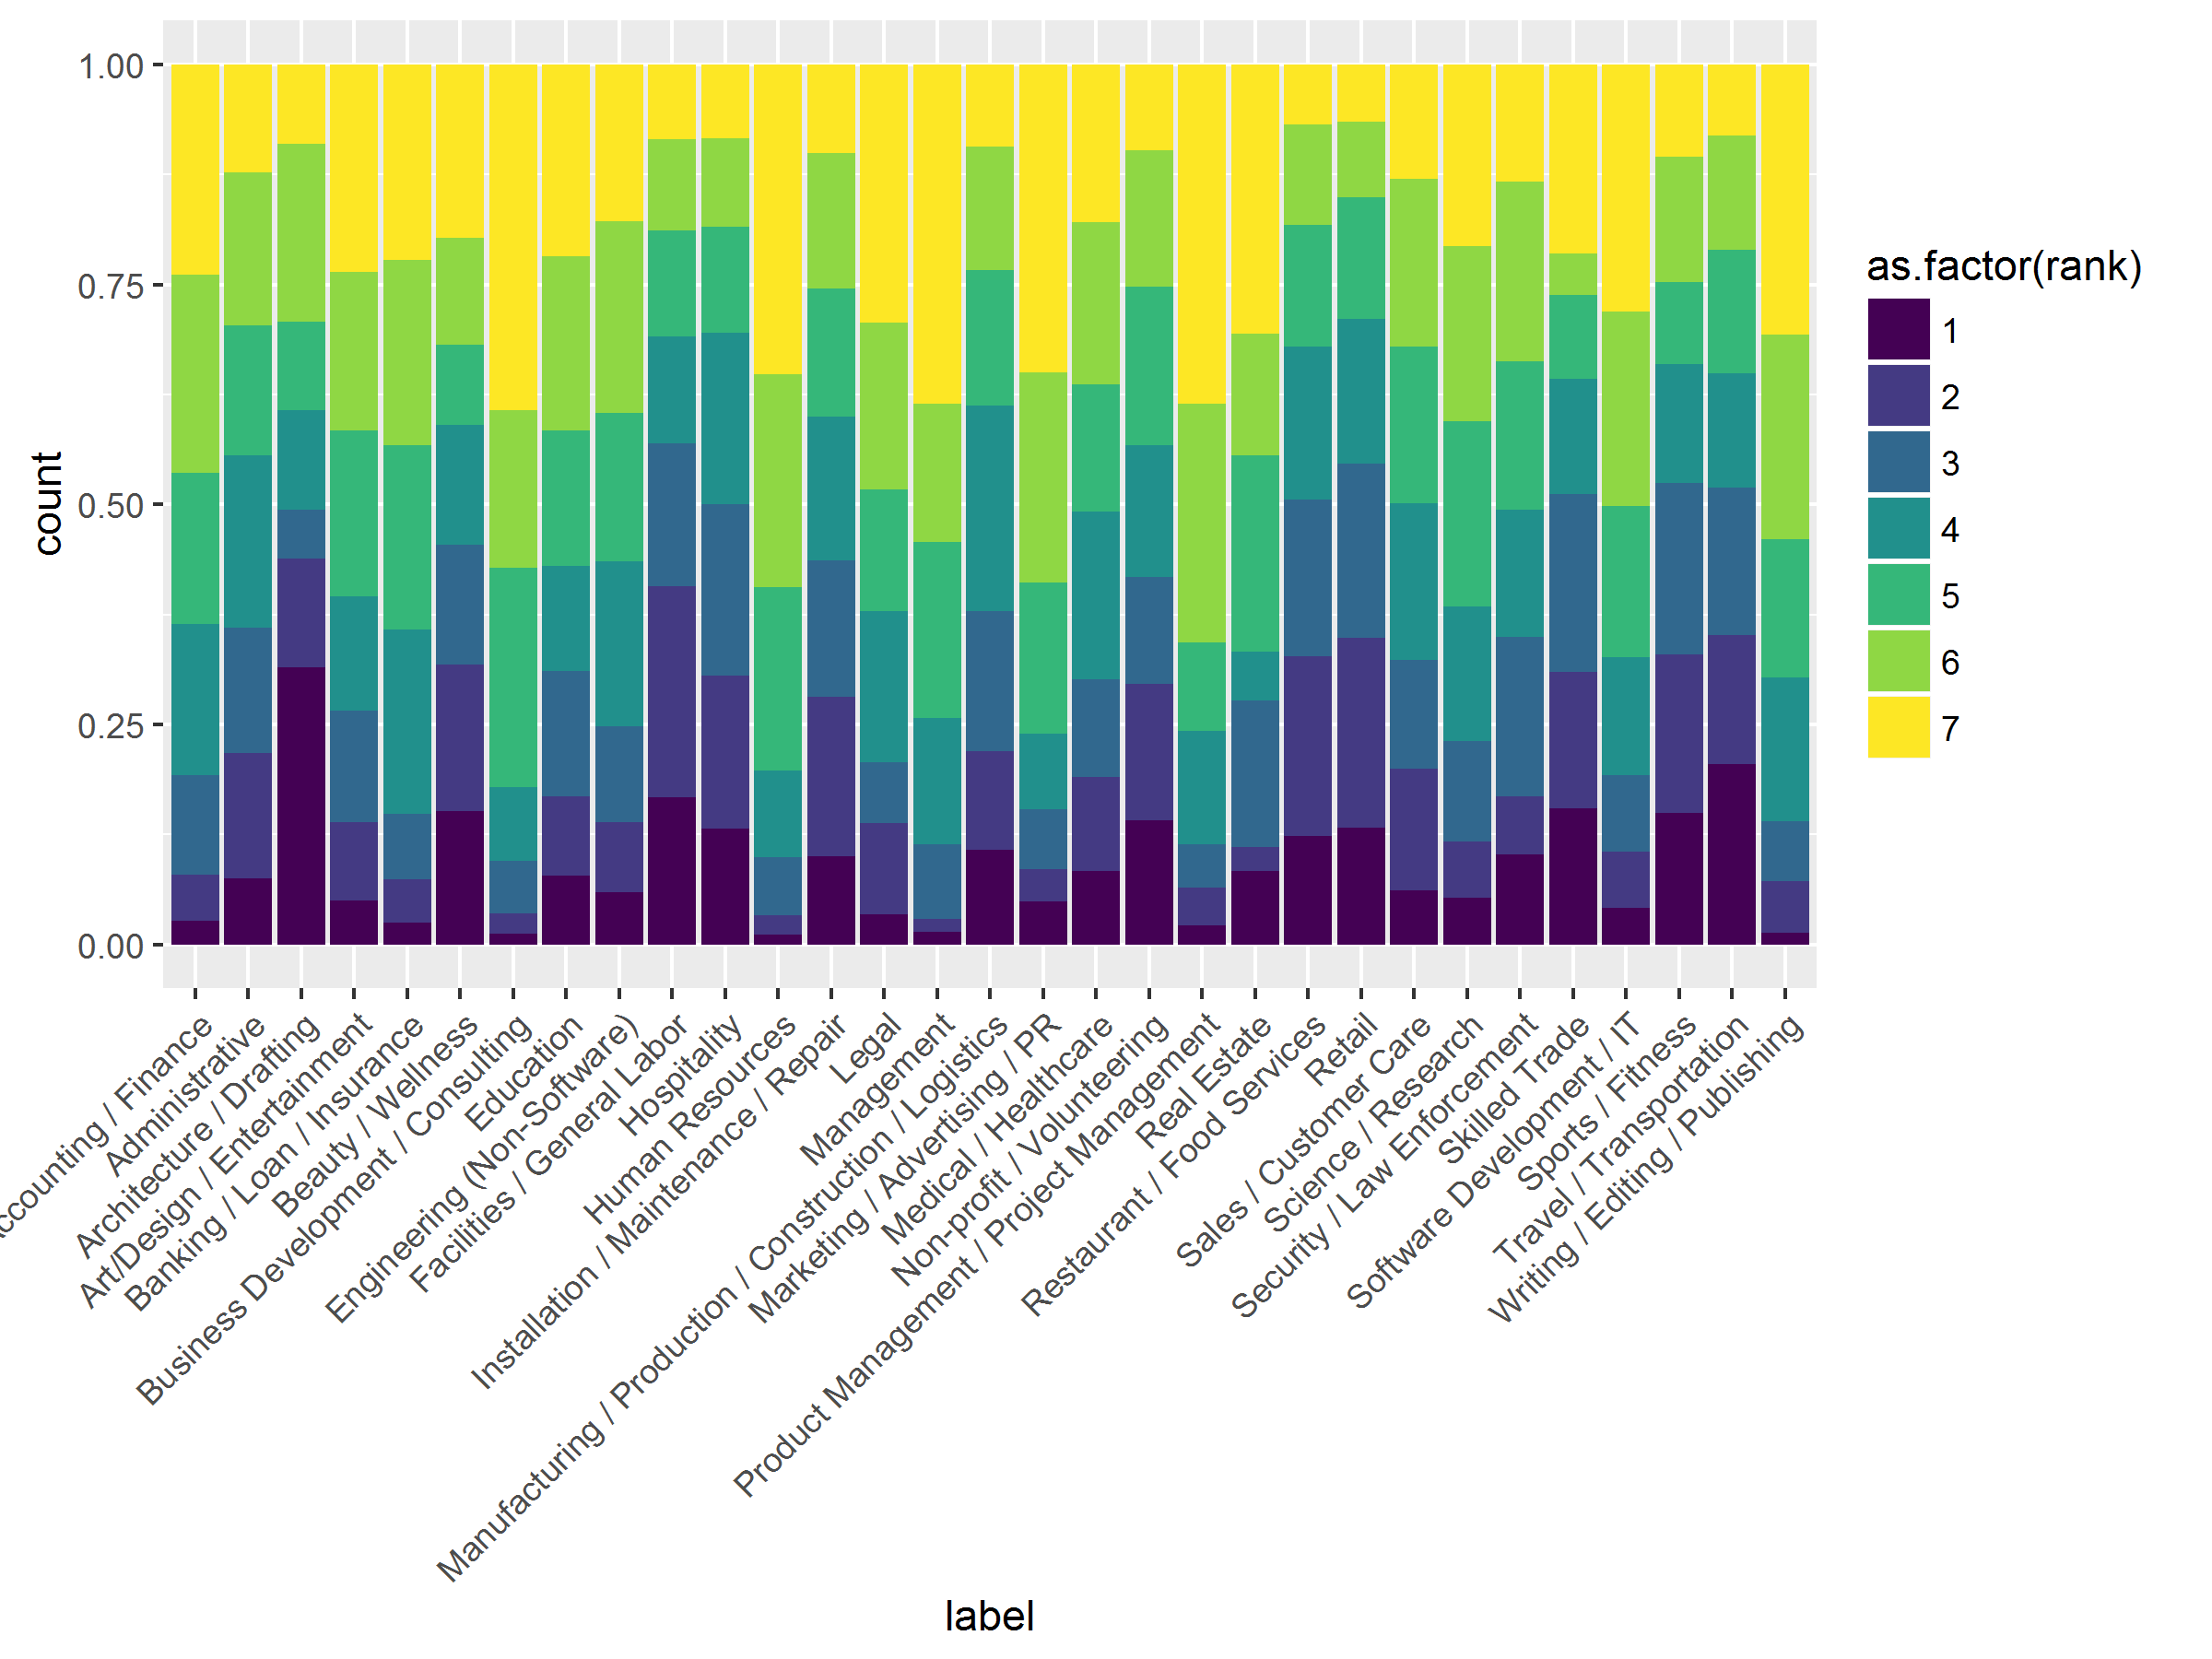 1.00
0.75
0.50
0.25
0.00
count
as.factor(rank)
1
2
3
4
5
6
7
ccounting / Finance
Administrative
Architecture / Drafting
Art/Design / Entertainment
Banking / Loan / Insurance
Beauty / Wellness
Business Development / Consulting
Education
Engineering (Non-Software)
Facilities / General Labor
Hospitality
Human Resources
Installation / Maintenance / Repair
Legal
Management
Manufacturing / Production / Construction / Logistics
Marketing / Advertising / PR
Medical / Healthcare
Non-profit / Volunteering
Product Management / Project Management
Real Estate
Restaurant / Food Services
Retail
Sales / Customer Care
Science / Research
Security / Law Enforcement
Skilled Trade
Software Development / IT
Sports / Fitness
Travel / Transportation
Writing / Editing / Publishing
label